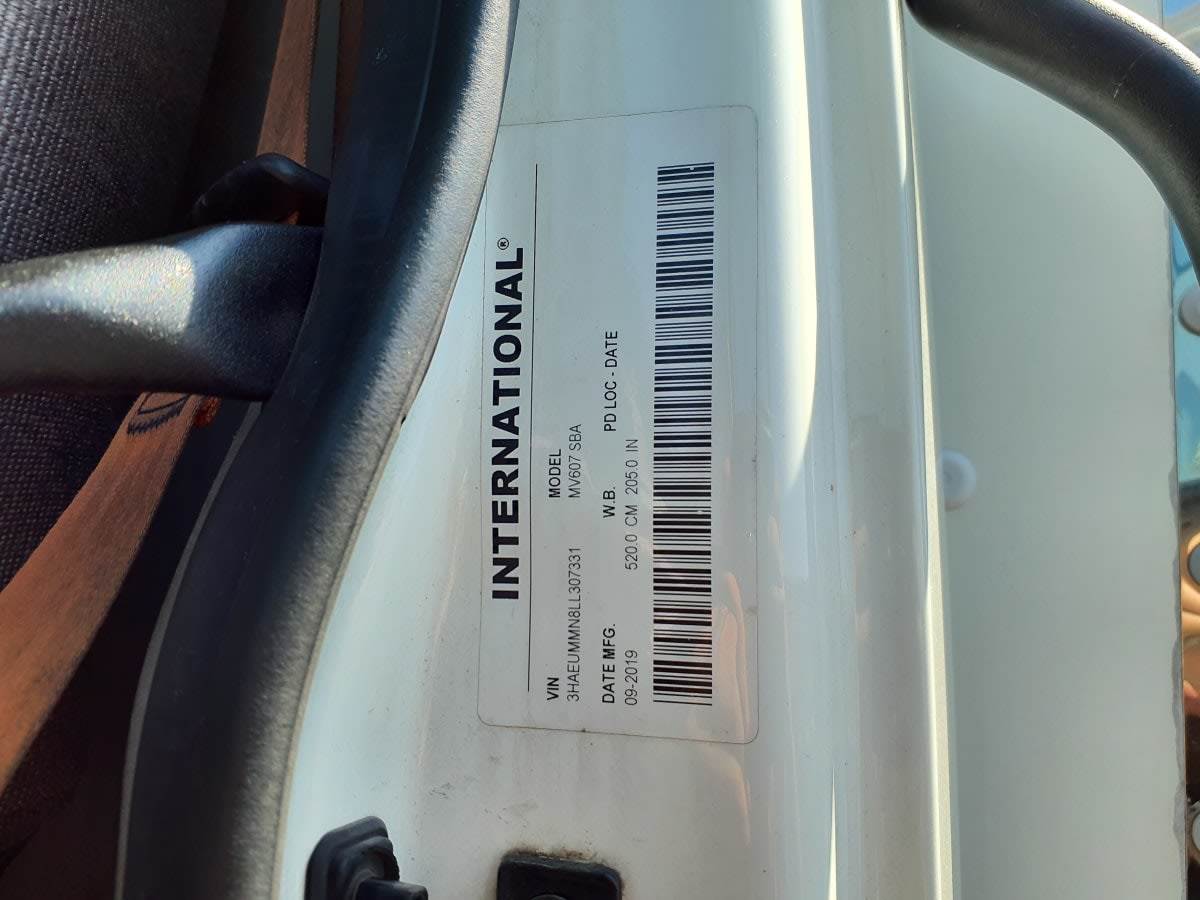 INTERNATIONAL®
VIN MODEL
3HAEUMMN8LL307331 MV607 SBA
DATE MFG. W.B. PD LOC - DATE
09-2019 520.0 CM 205.0 IN